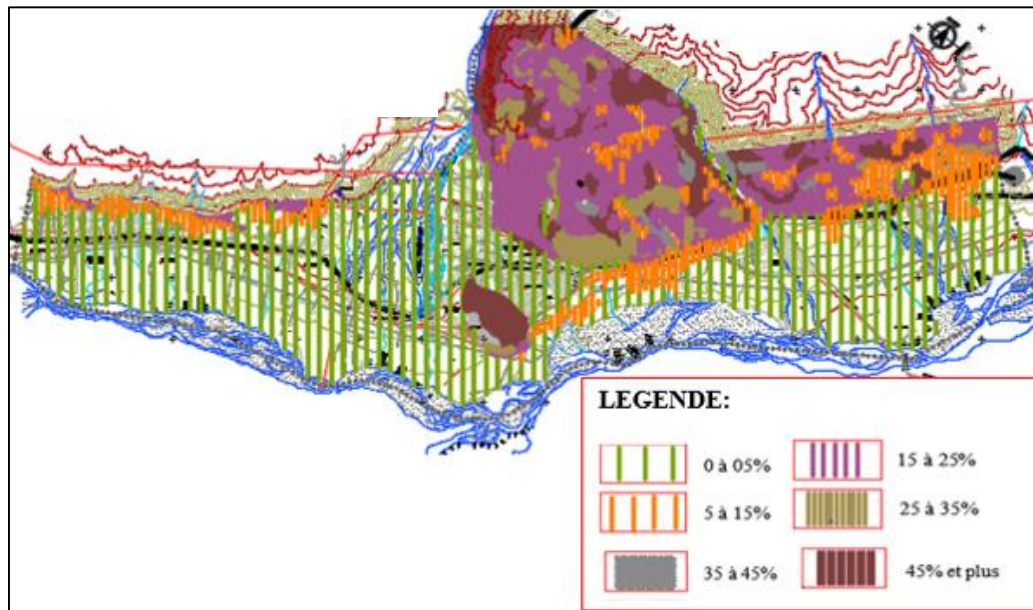 LEGENDE:
0 à 05%
15 à 25%
5 à 15%
25 à 35%
35 à 45%
45% et plus